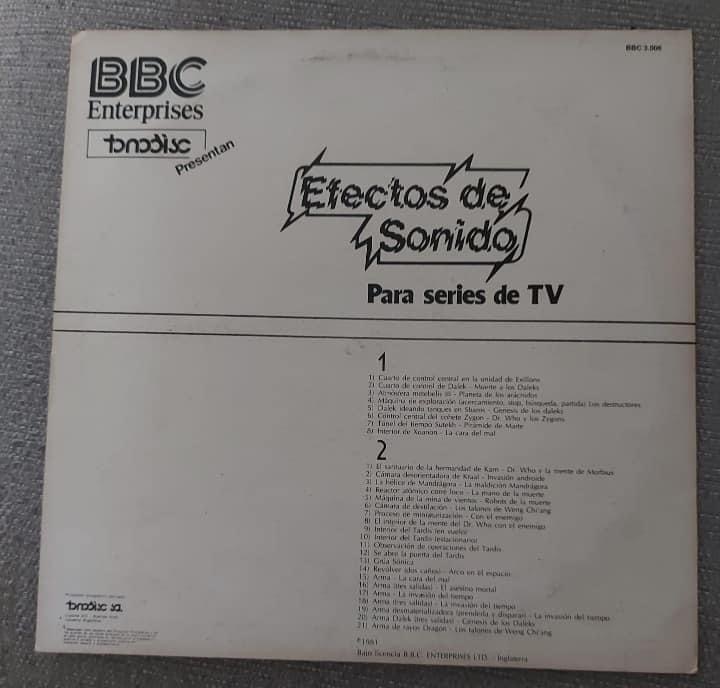 BBC 3.006
BBC
Enterprises
tonodisc
Presentan
Efectos de
Sonido
Para series de TV
1
1) Cuarto de control central en la unidad de Exillons
2) Cuarto de control de Dalek - Muerte a los Daleks
3) Atmósfera metebelis III - Planeta de los arácnidos
4) Máquina de exploración (acercamiento, stop, búsqueda, partida) Los destructores
5) Dalek ideando tanques en Skaros - Génesis de los daleks
6) Control central del cohete Zygon - Dr. Who y los Zygons
7) Túnel del tiempo Sutekh - Pirámide de Marte
8) Interior de Xoanon - La cara del mal
2
1) El santuario de la hermandad de Karn - Dr. Who y la mente de Morbius
2) Cámara desorientadora de Kraal - Invasión androide
3) La hélice de Mandrágora - La maldición Mandrágora
4) Reactor atómico corre loco - La mano de la muerte
5) Máquina de la mina de vientos - Robots de la muerte
6) Cámara de destilación - Los talones de Weng Chi'ang
7) Proceso de miniaturización - Con el enemigo
8) El interior de la mente del Dr. Who con el enemigo
9) Interior del Tardis (en vuelo)
10) Interior del Tardis (estacionario)
11) Observación de operaciones del Tardis
12) Se abre la puerta del Tardis
13) Grúa Sónica
14) Revólver (dos caños) - Arco en el espacio
15) Arma - La cara del mal
16) Arma (tres salidas) - El asesino mortal
17) Arma - La invasión del tiempo
18) Arma (tres salidas) - La invasión del tiempo
19) Arma desmaterializadora (prenderla y disparar) - La invasión del tiempo
20) Arma Dalek (tres salidas) - Génesis de los Daleks
21) Arma de rayos Dragon - Los talones de Weng Chi'ang
℗ 1981
Bajo licencia B.B.C. ENTERPRISES LTD. - Inglaterra
tonodisc s.a.